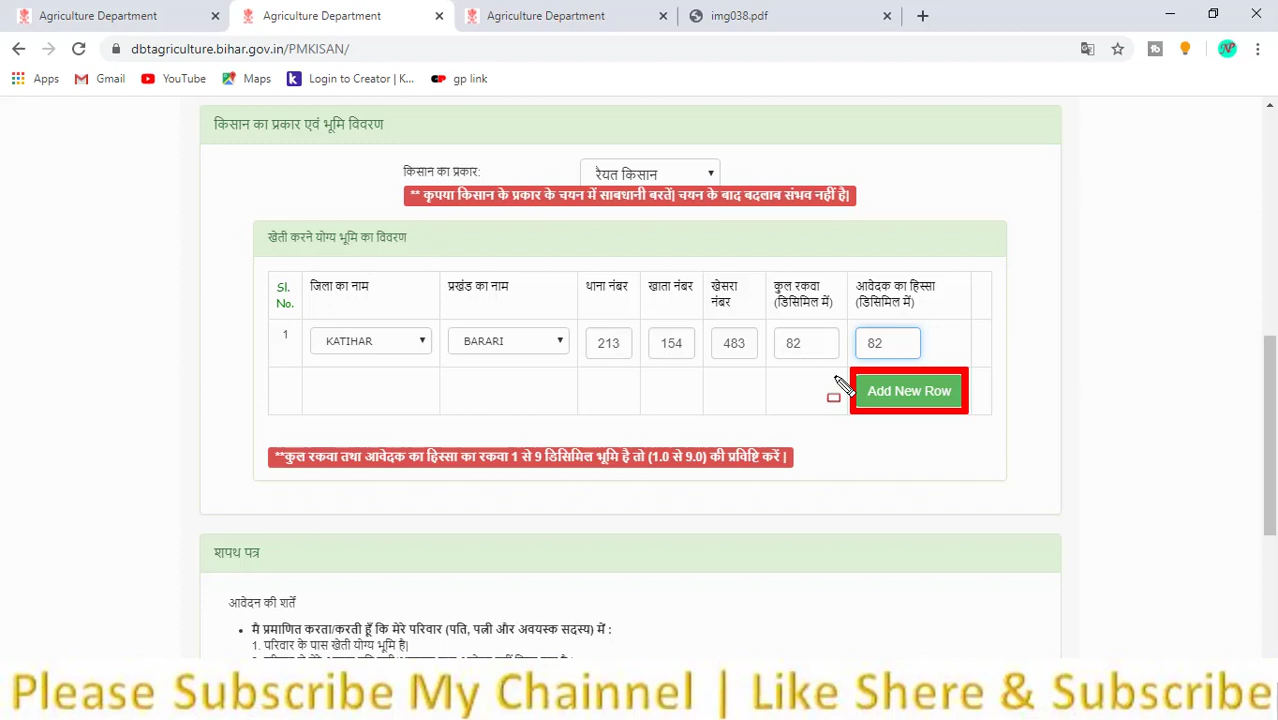 Agriculture Department
Agriculture Department
Agriculture Department
img038.pdf
dbtagriculture.bihar.gov.in/PMKISAN/
Apps
Gmail
YouTube
Maps
Login to Creator | K...
gp link
किसान का प्रकार एवं भूमि विवरण
किसान का प्रकार:
रैयत किसान
** कृपया किसान के प्रकार के चयन में साबधानी बरतें| चयन के बाद बदलाब संभव नहीं है|
खेती करने योग्य भूमि का विवरण
Sl. No.
जिला का नाम
प्रखंड का नाम
थाना नंबर
खाता नंबर
खेसरा नंबर
कुल रकवा (डिसिमिल में)
आवेदक का हिस्सा (डिसिमिल में)
1
KATIHAR
BARARI
213
154
483
82
82
Add New Row
**कुल रकवा तथा आवेदक का हिस्सा का रकवा 1 से 9 डिसिमिल भूमि है तो (1.0 से 9.0) की प्रविष्टि करें |
शपथ पत्र
आवेदन की शर्तें
मै प्रमाणित करता/करती हूँ कि मेरे परिवार (पति, पत्नी और अवयस्क सदस्य) में :
1. परिवार के पास खेती योग्य भूमि है|
Please Subscribe My Chainnel | Like Shere & Subscribe